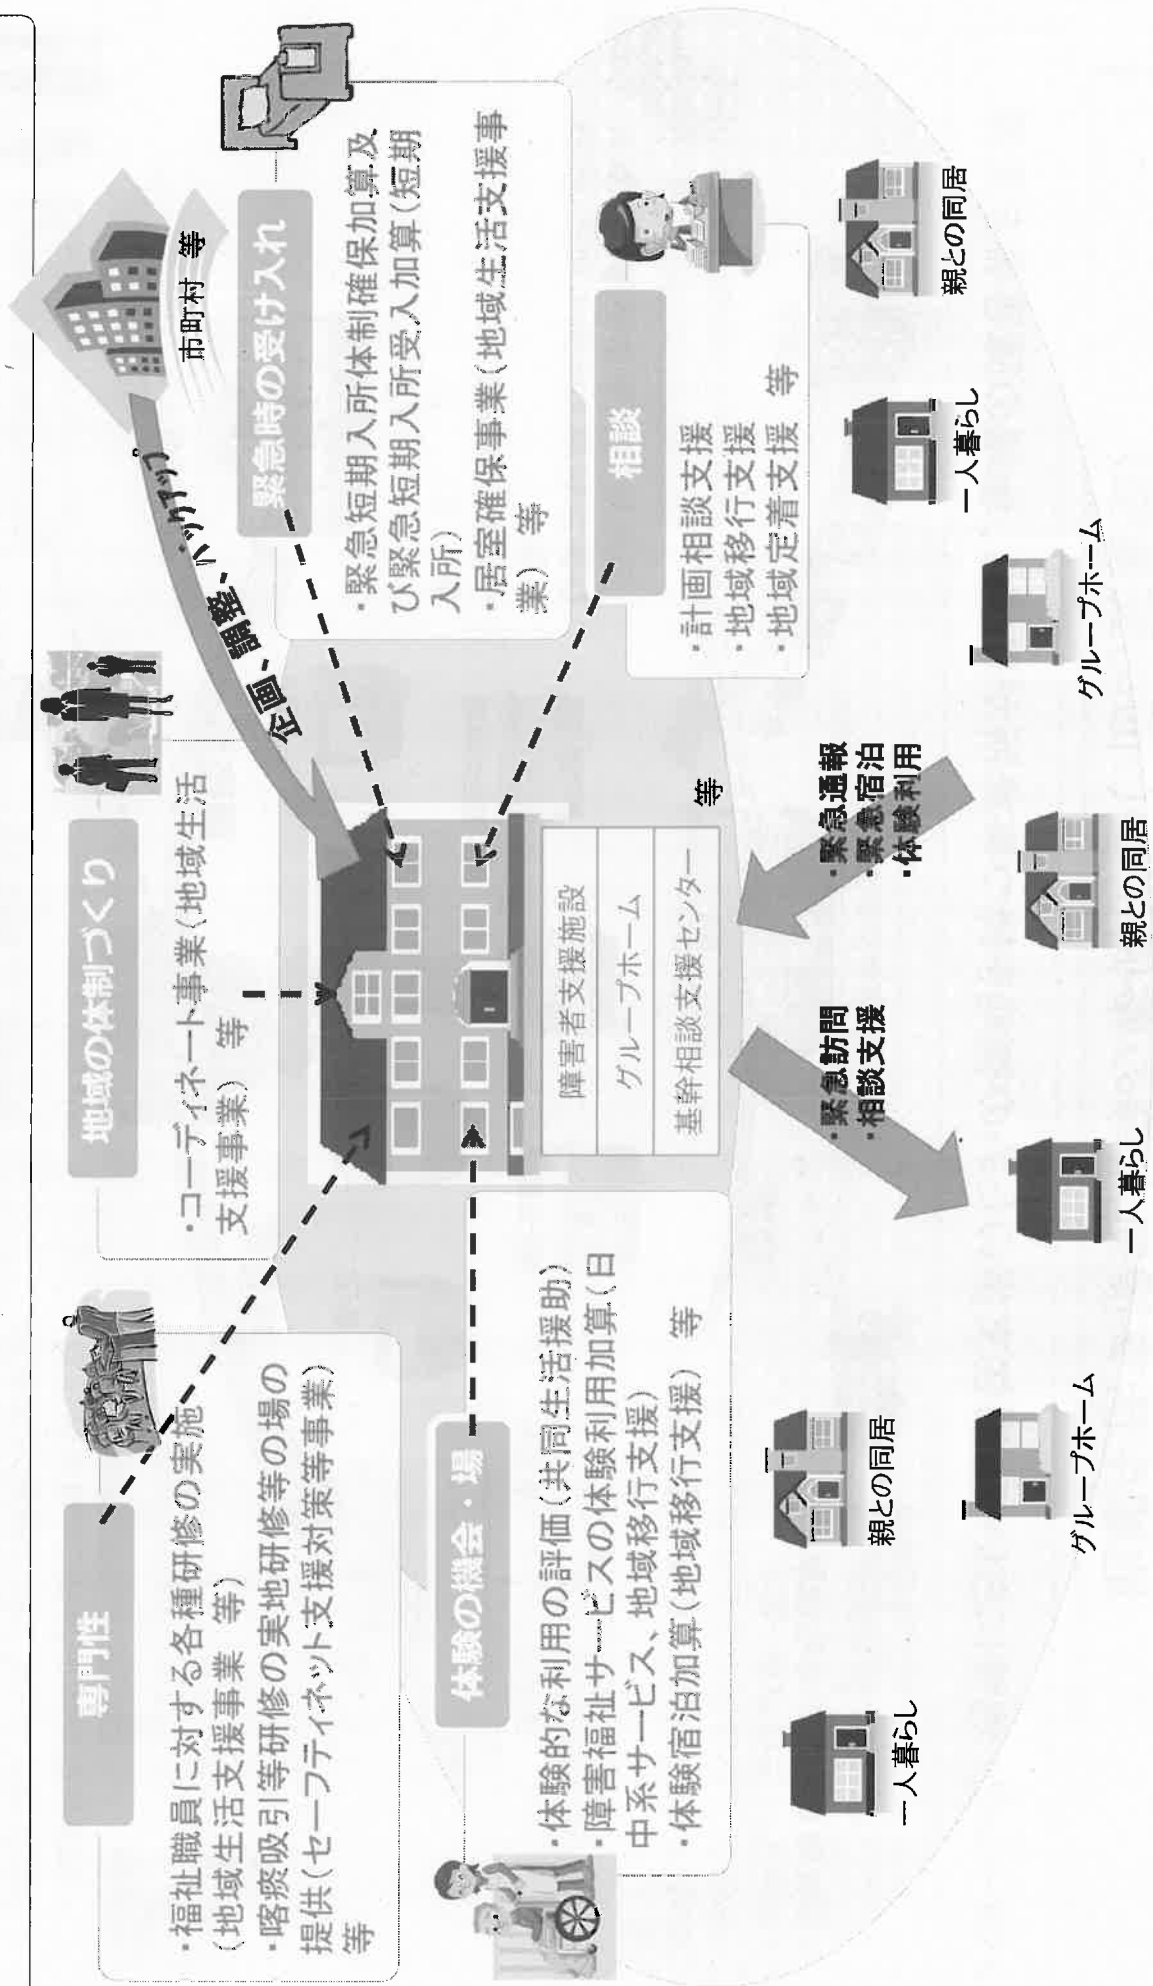 専門性
・福祉職員に対する各種研修の実施
(地域生活支援事業 等)
・喀痰吸引等研修の実地研修等の場の
提供(セーフティネット支援対策等事業)
等
地域の体制づくり
・コーディネート事業(地域生活
支援事業) 等
市町村 等
企画、調整、バックアップ
緊急時の受け入れ
・緊急短期入所体制確保加算及
び緊急短期入所受入加算(短期
入所)
・居室確保事業(地域生活支援事
業) 等
体験の機会・場
・体験的な利用の評価(共同生活援助)
・障害福祉サービスの体験利用加算(日
中系サービス、地域移行支援)
・体験宿泊加算(地域移行支援) 等
障害者支援施設
グループホーム
基幹相談支援センター
等
相談
・計画相談支援
・地域移行支援
・地域定着支援 等
・緊急訪問
・相談支援
・緊急通報
・緊急宿泊
・体験利用
一人暮らし
親との同居
グループホーム
一人暮らし
親との同居
グループホーム
一人暮らし
親との同居